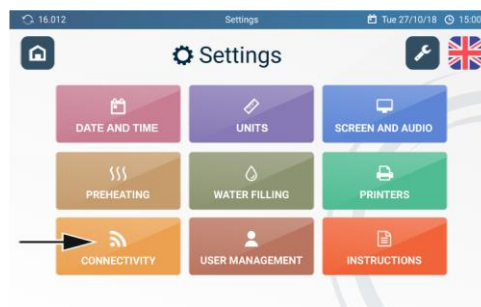 16.012 Settings Tue 27/10/18 15:00
Settings
DATE AND TIME UNITS SCREEN AND AUDIO
PREHEATING WATER FILLING PRINTERS
CONNECTIVITY USER MANAGEMENT INSTRUCTIONS